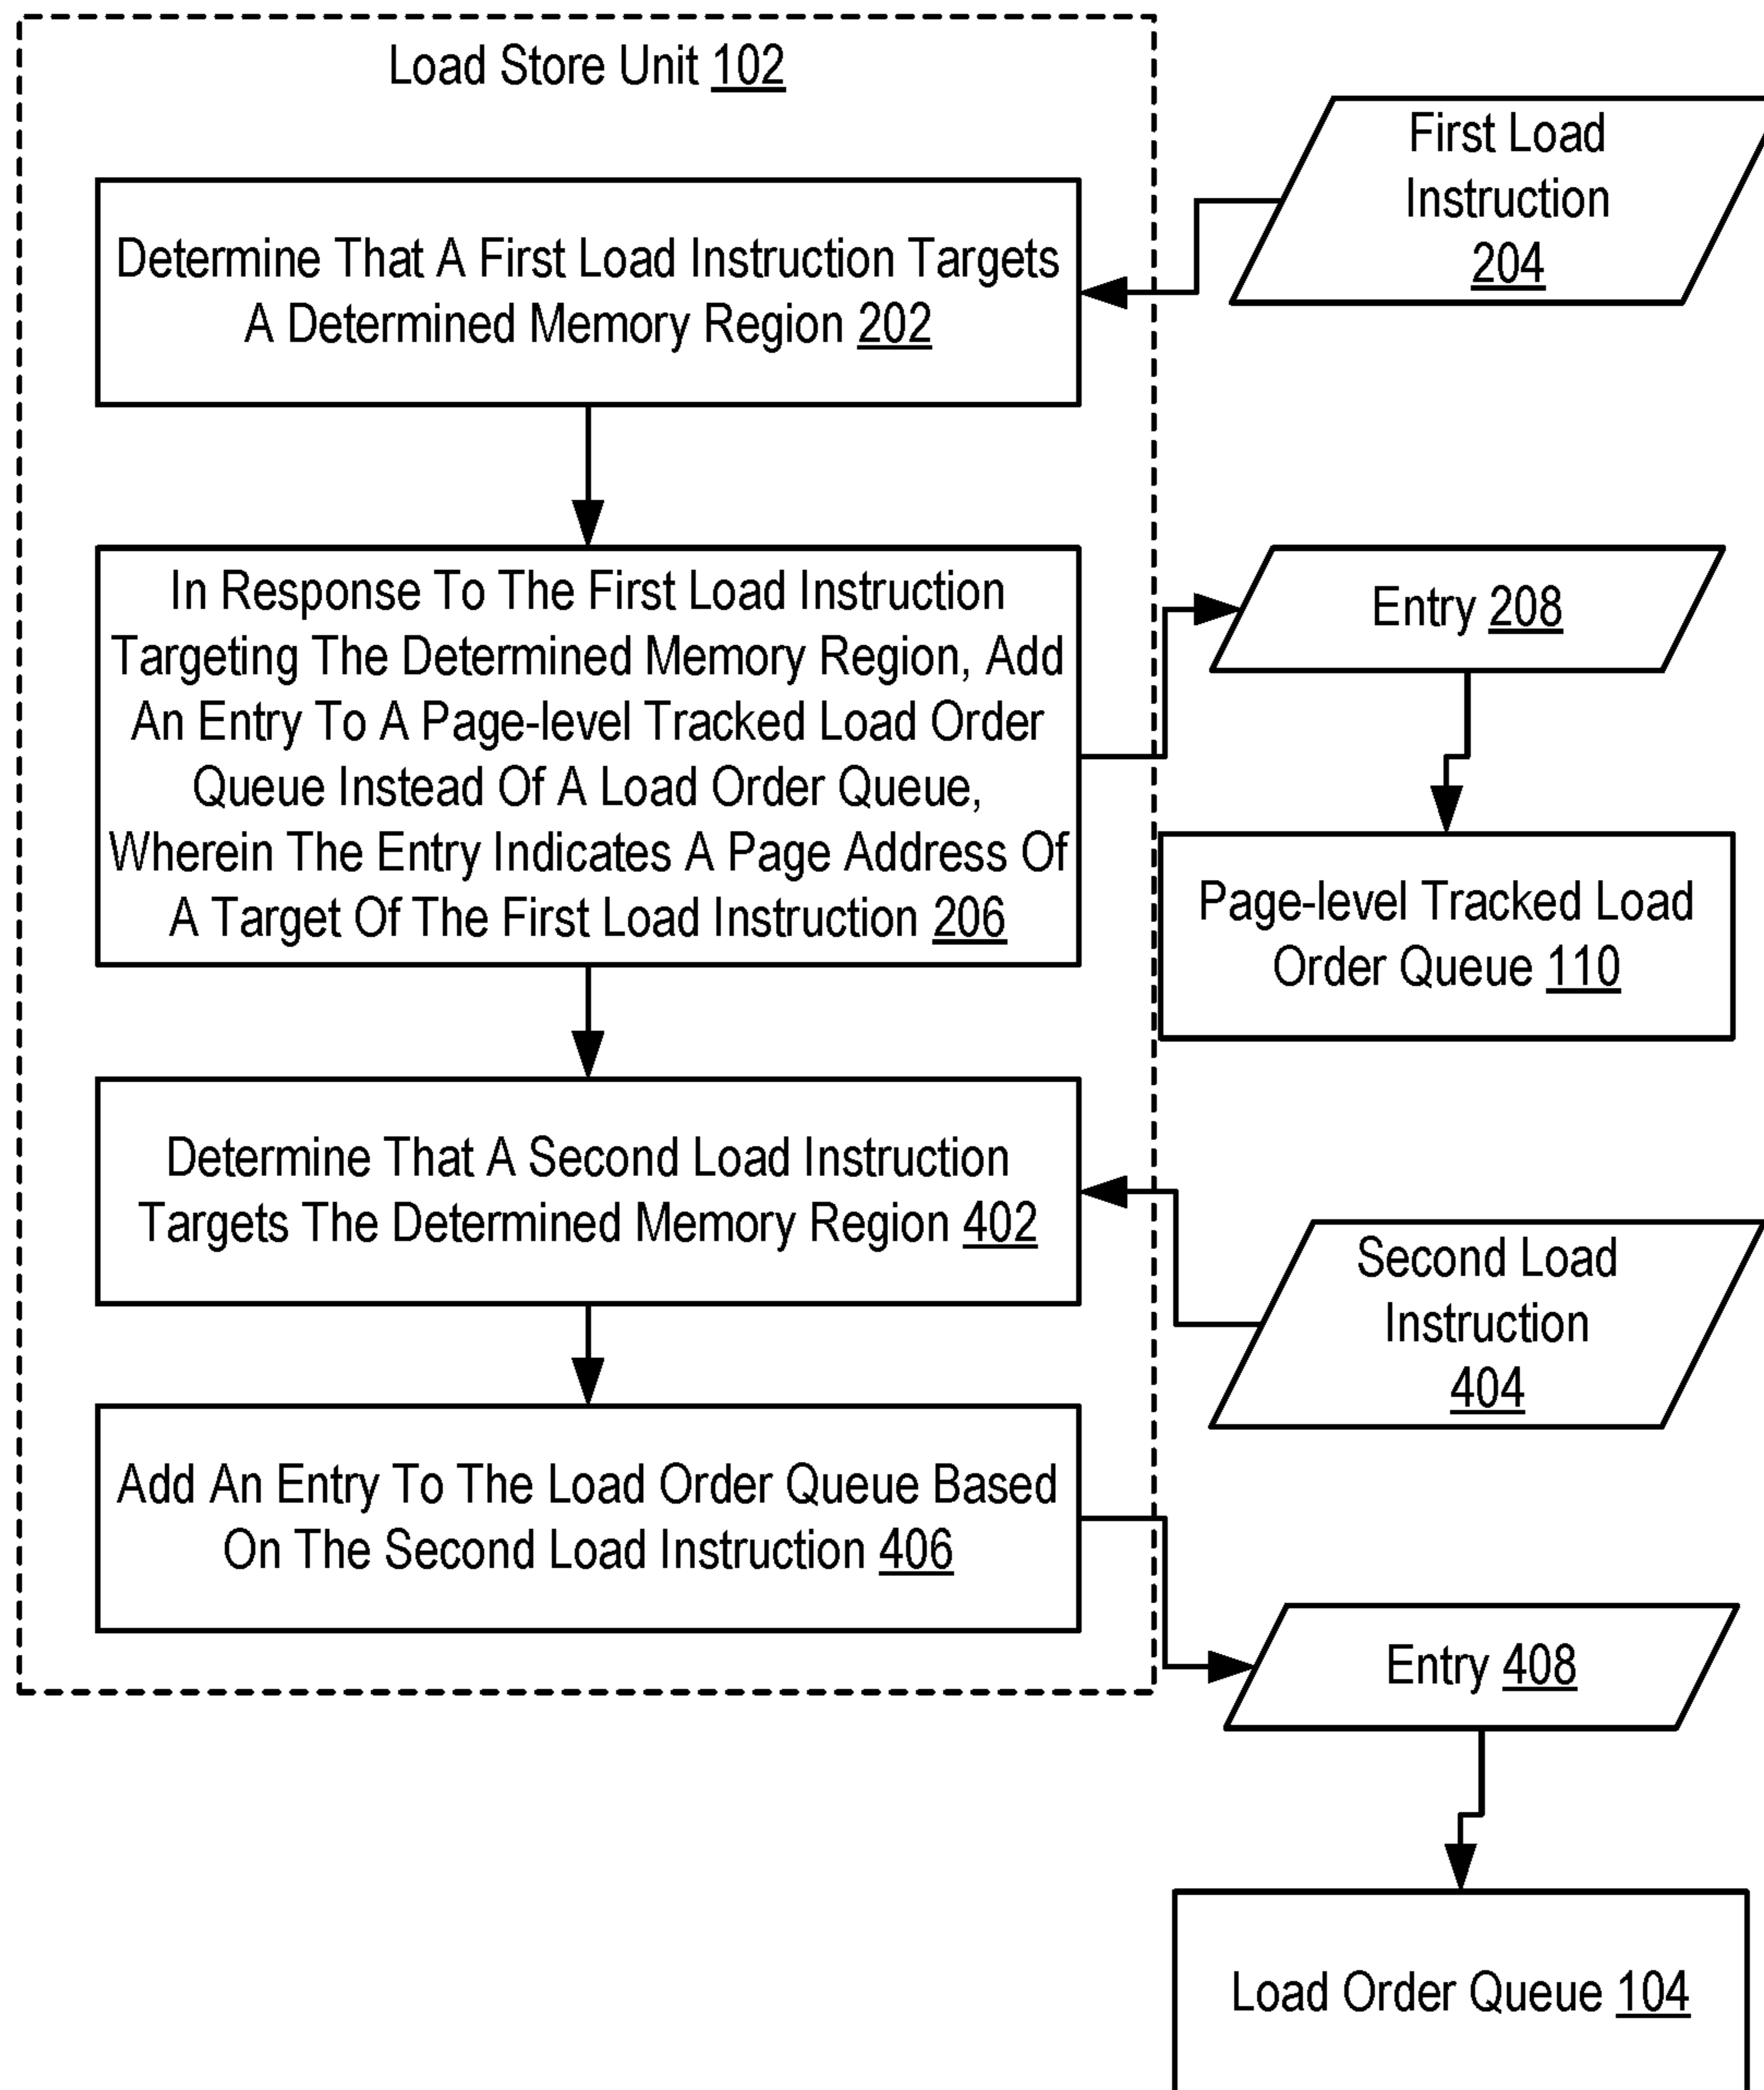 Load Store Unit 102
First Load
Instruction
204
Determine That A First Load Instruction Targets
A Determined Memory Region 202
In Response To The First Load Instruction
Targeting The Determined Memory Region, Add
An Entry To A Page-level Tracked Load Order
Queue Instead Of A Load Order Queue,
Wherein The Entry Indicates A Page Address Of
A Target Of The First Load Instruction 206
Entry 208
Page-level Tracked Load
Order Queue 110
Determine That A Second Load Instruction
Targets The Determined Memory Region 402
Second Load
Instruction
404
Add An Entry To The Load Order Queue Based
On The Second Load Instruction 406
Entry 408
Load Order Queue 104